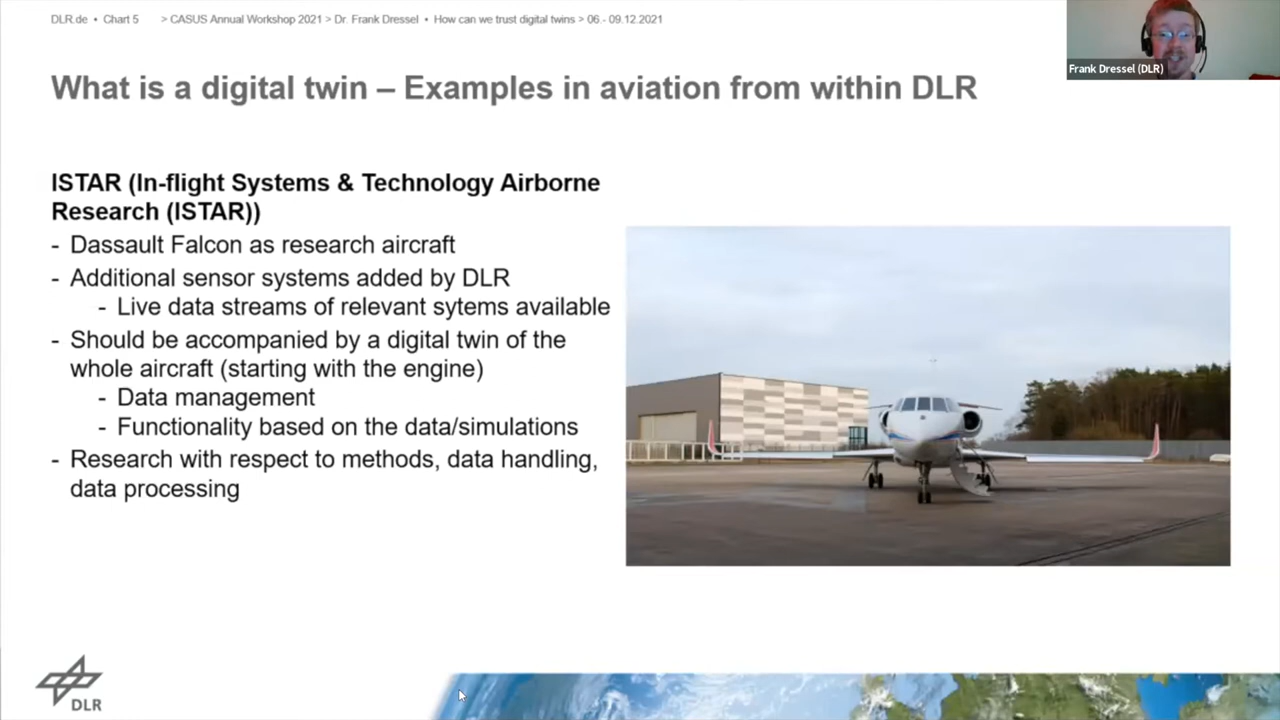 DLR.de • Chart 5 > CASUS Annual Workshop 2021 > Dr. Frank Dressel • How can we trust digital twins > 06.- 09.12.2021
Frank Dressel (DLR)
What is a digital twin – Examples in aviation from within DLR
ISTAR (In-flight Systems & Technology Airborne
Research (ISTAR))
- Dassault Falcon as research aircraft
- Additional sensor systems added by DLR
- Live data streams of relevant sytems available
- Should be accompanied by a digital twin of the
whole aircraft (starting with the engine)
- Data management
- Functionality based on the data/simulations
- Research with respect to methods, data handling,
data processing
DLR